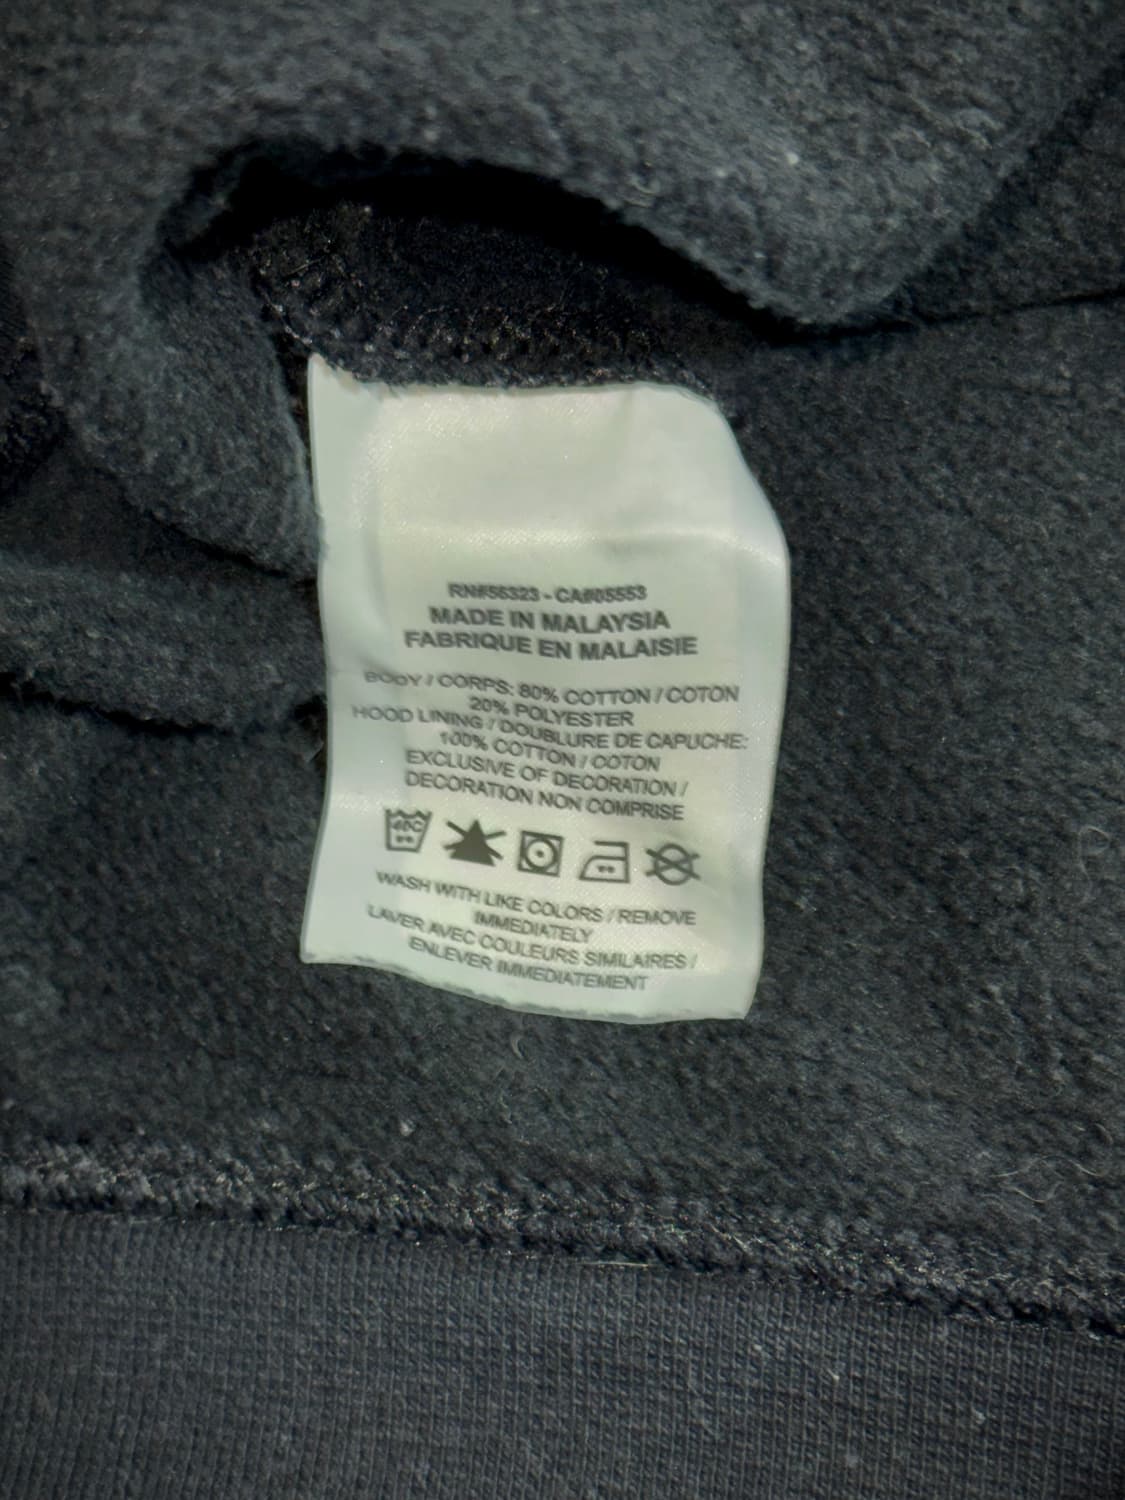 RN#56323 - CA#05553
MADE IN MALAYSIA
FABRIQUE EN MALAISIE
BODY / CORPS: 80% COTTON / COTON
20% POLYESTER
HOOD LINING / DOUBLURE DE CAPUCHE:
100% COTTON / COTON
EXCLUSIVE OF DECORATION /
DECORATION NON COMPRISE
40C
WASH WITH LIKE COLORS / REMOVE
IMMEDIATELY
LAVER AVEC COULEURS SIMILAIRES /
ENLEVER IMMEDIATEMENT